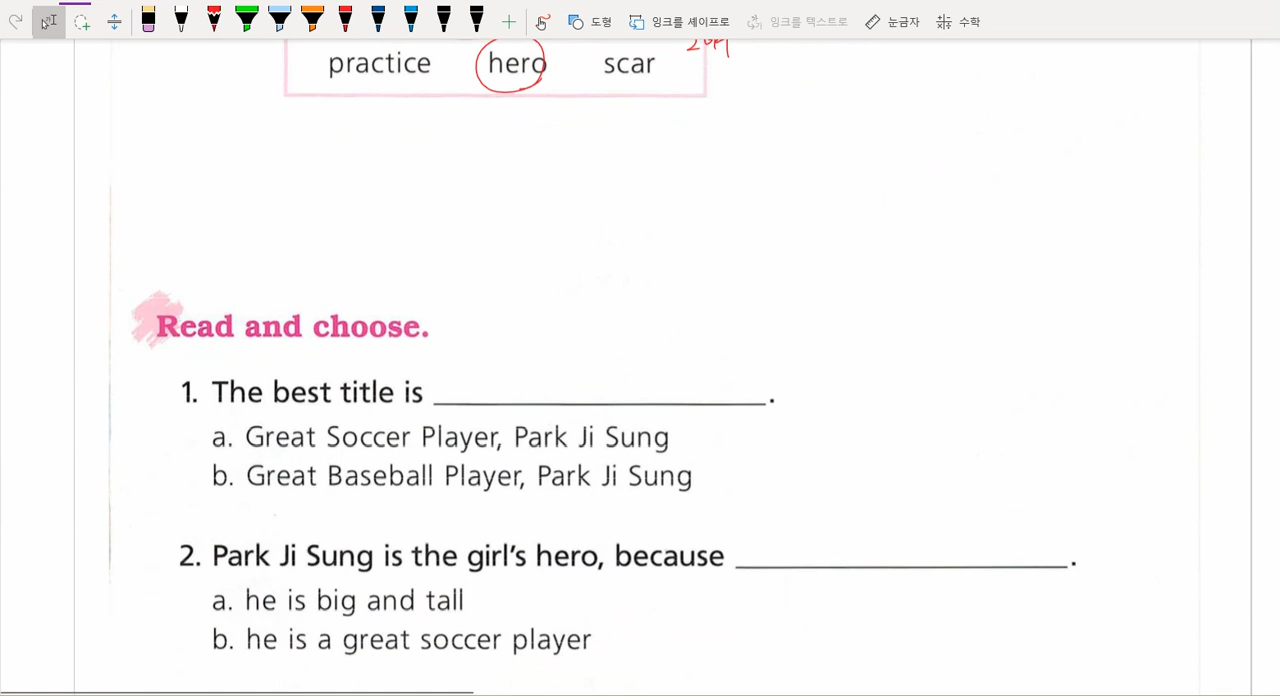 도형 잉크를 셰이프로 잉크를 텍스트로 눈금자 수학
practice hero scar
Read and choose.
1. The best title is ____________________.
a. Great Soccer Player, Park Ji Sung
b. Great Baseball Player, Park Ji Sung
2. Park Ji Sung is the girl's hero, because ____________________.
a. he is big and tall
b. he is a great soccer player